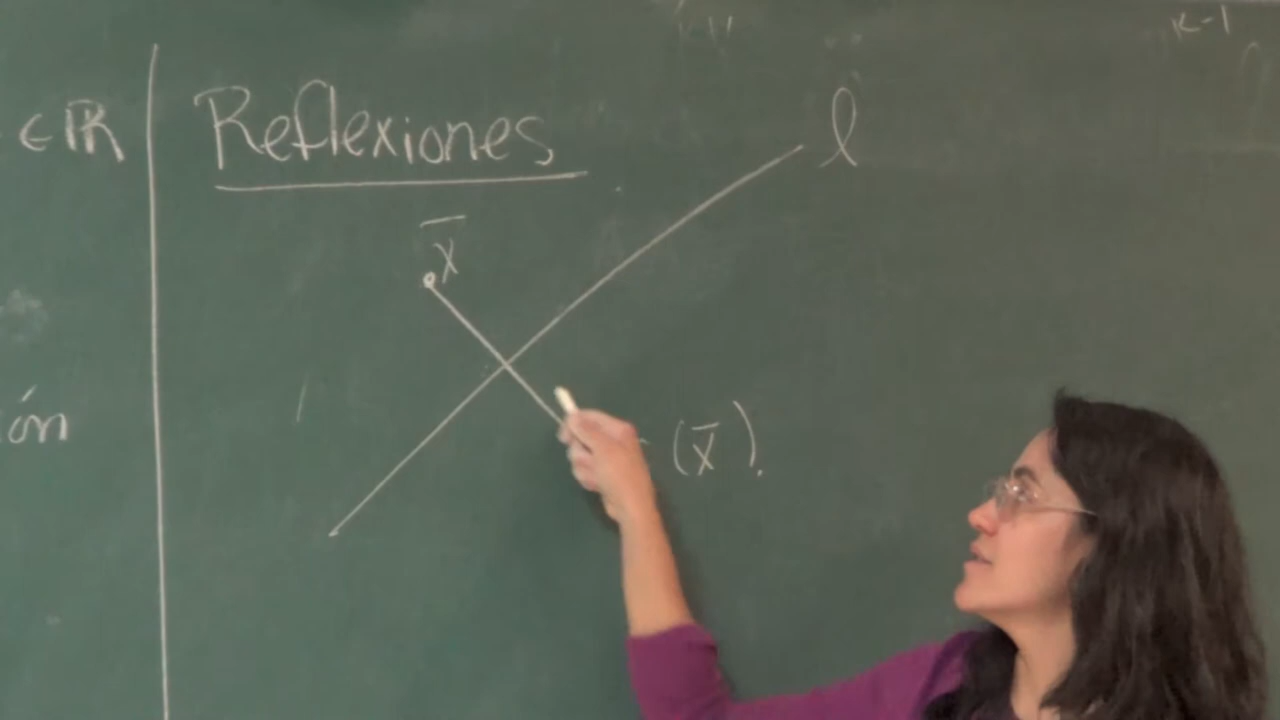 ∈ ℝ
Reflexiones
ℓ
x̄
ón
(x̄).
k-1